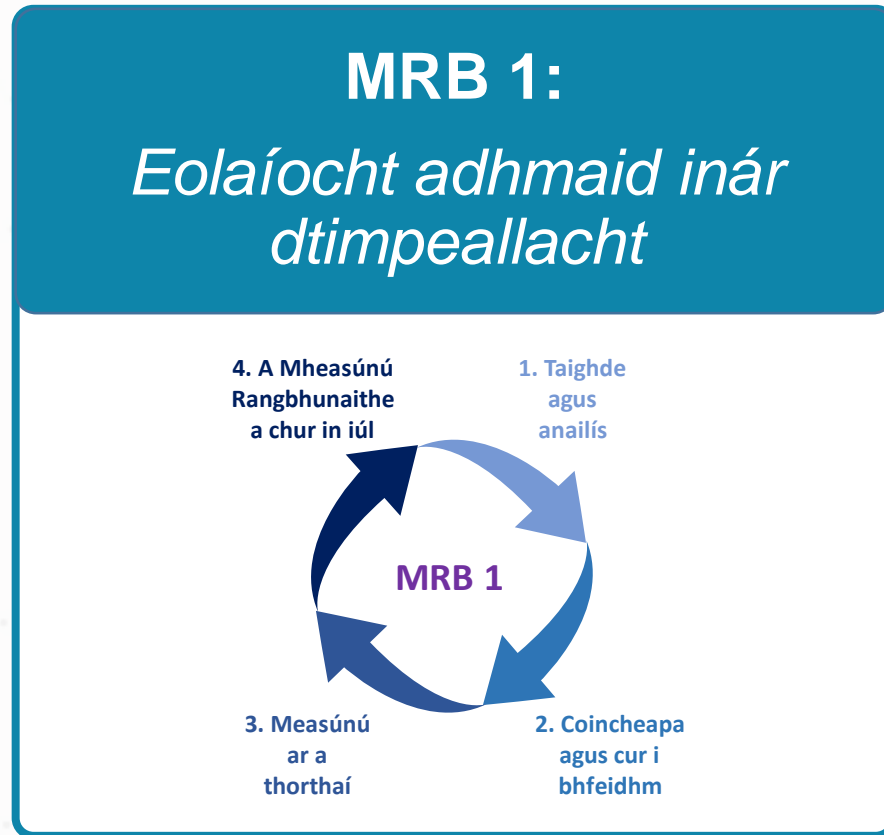 MRB 1:
Eolaíocht adhmaid inár
dtimpeallacht
4. A Mheasúnú
Rangbhunaithe
a chur in iúl
1. Taighde
agus
anailís
MRB 1
3. Measúnú
ar a
thorthaí
2. Coincheapa
agus cur i
bhfeidhm